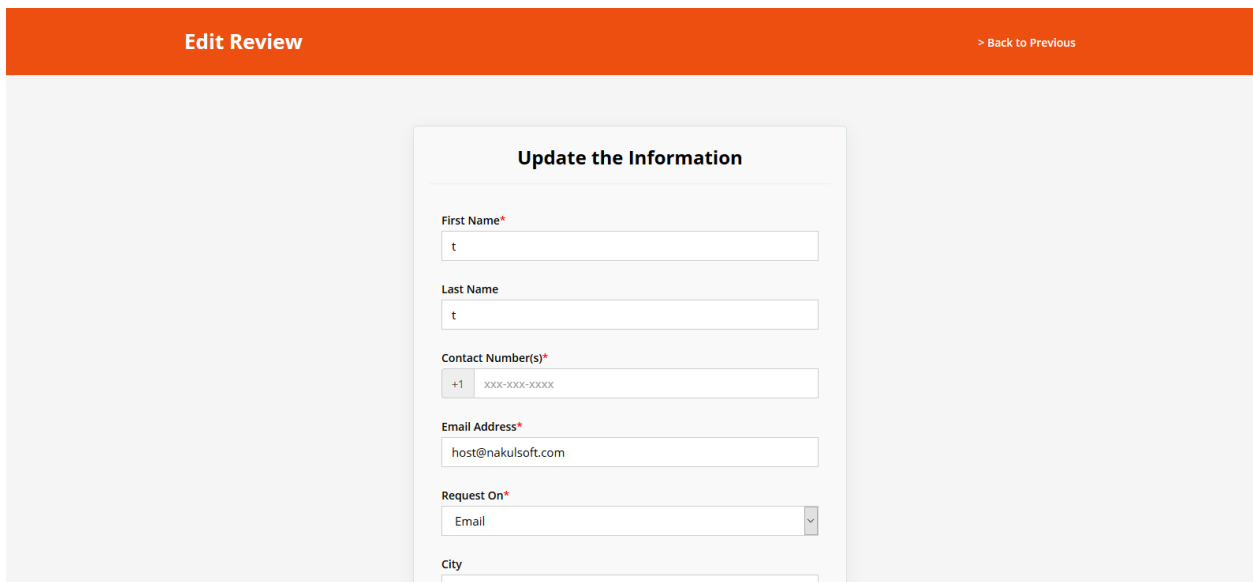 Edit Review
> Back to Previous
Update the Information
First Name*
t
Last Name
t
Contact Number(s)*
+1 xxx-xxx-xxxx
Email Address*
host@nakulsoft.com
Request On*
Email
City